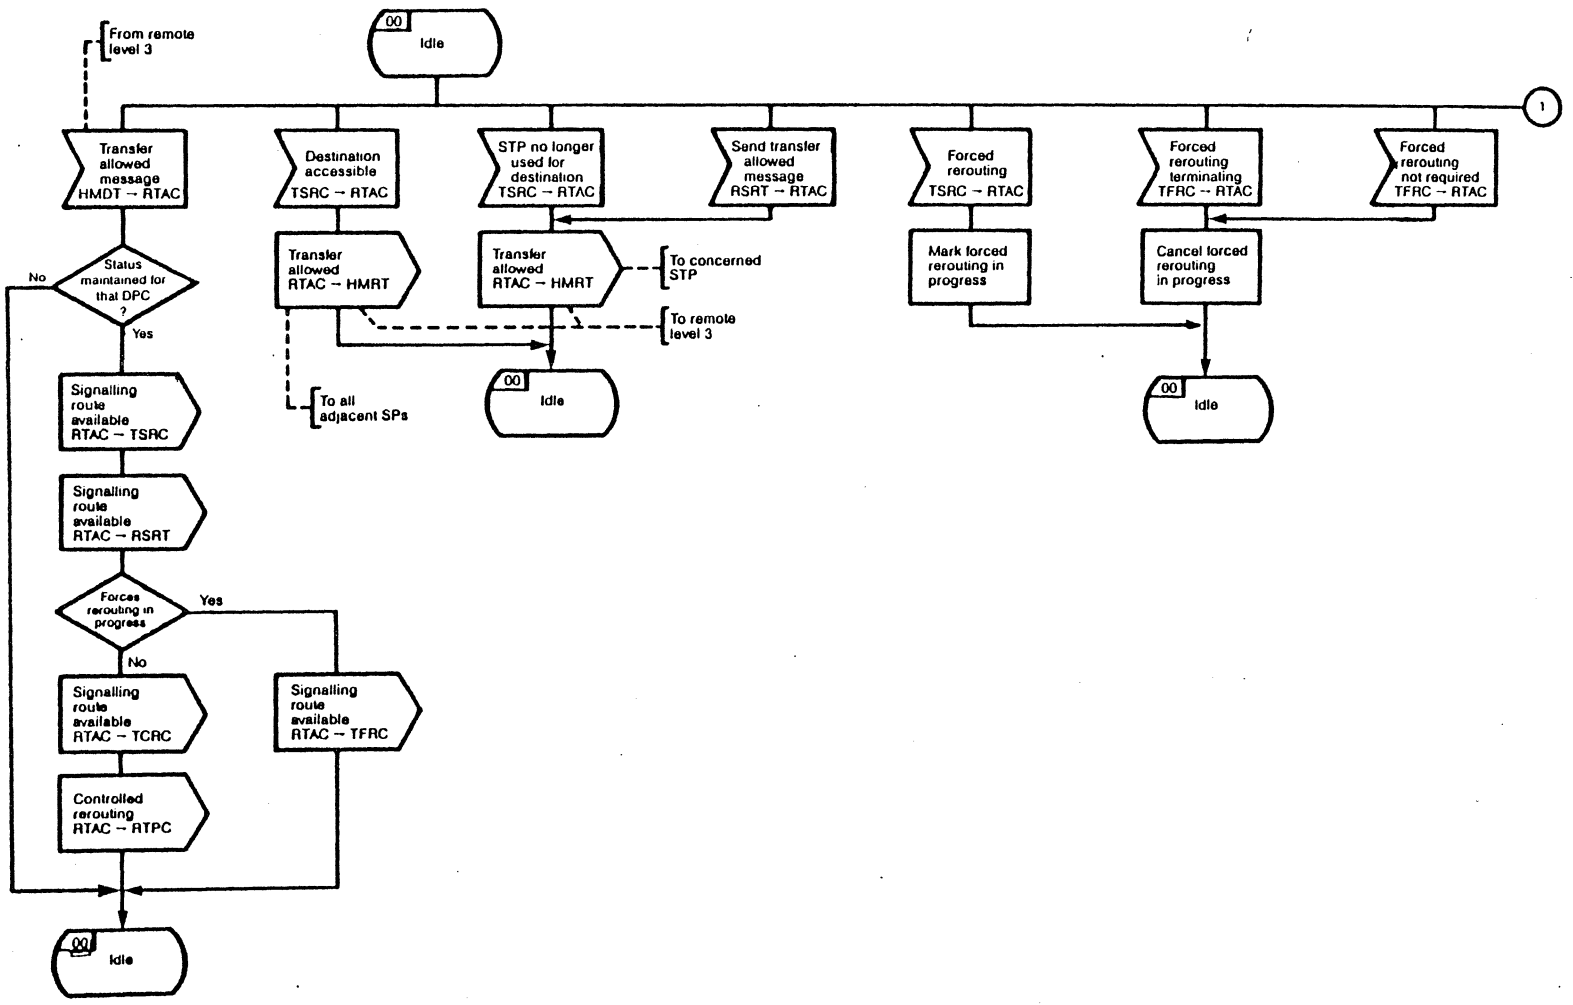 From remote
level 3
00
Idle
1
Transfer
allowed
message
HMDT → RTAC
Destination
accessible
TSRC → RTAC
STP no longer
used for
destination
TSRC → RTAC
Send transfer
allowed
message
RSRT → RTAC
Forced
rerouting
TSRC → RTAC
Forced
rerouting
terminating
TFRC → RTAC
Forced
rerouting
not required
TFRC → RTAC
Status
maintained for
that DPC
?
No
Yes
Transfer
allowed
RTAC → HMRT
Transfer
allowed
RTAC → HMRT
To concerned
STP
To remote
level 3
To all
adjacent SPs
Mark forced
rerouting in
progress
Cancel forced
rerouting
in progress
00
Idle
00
Idle
Signalling
route
available
RTAC → TSRC
Signalling
route
available
RTAC → RSRT
Forces
rerouting in
progress
Yes
No
Signalling
route
available
RTAC → TCRC
Signalling
route
available
RTAC → TFRC
Controlled
rerouting
RTAC → RTPC
00
Idle